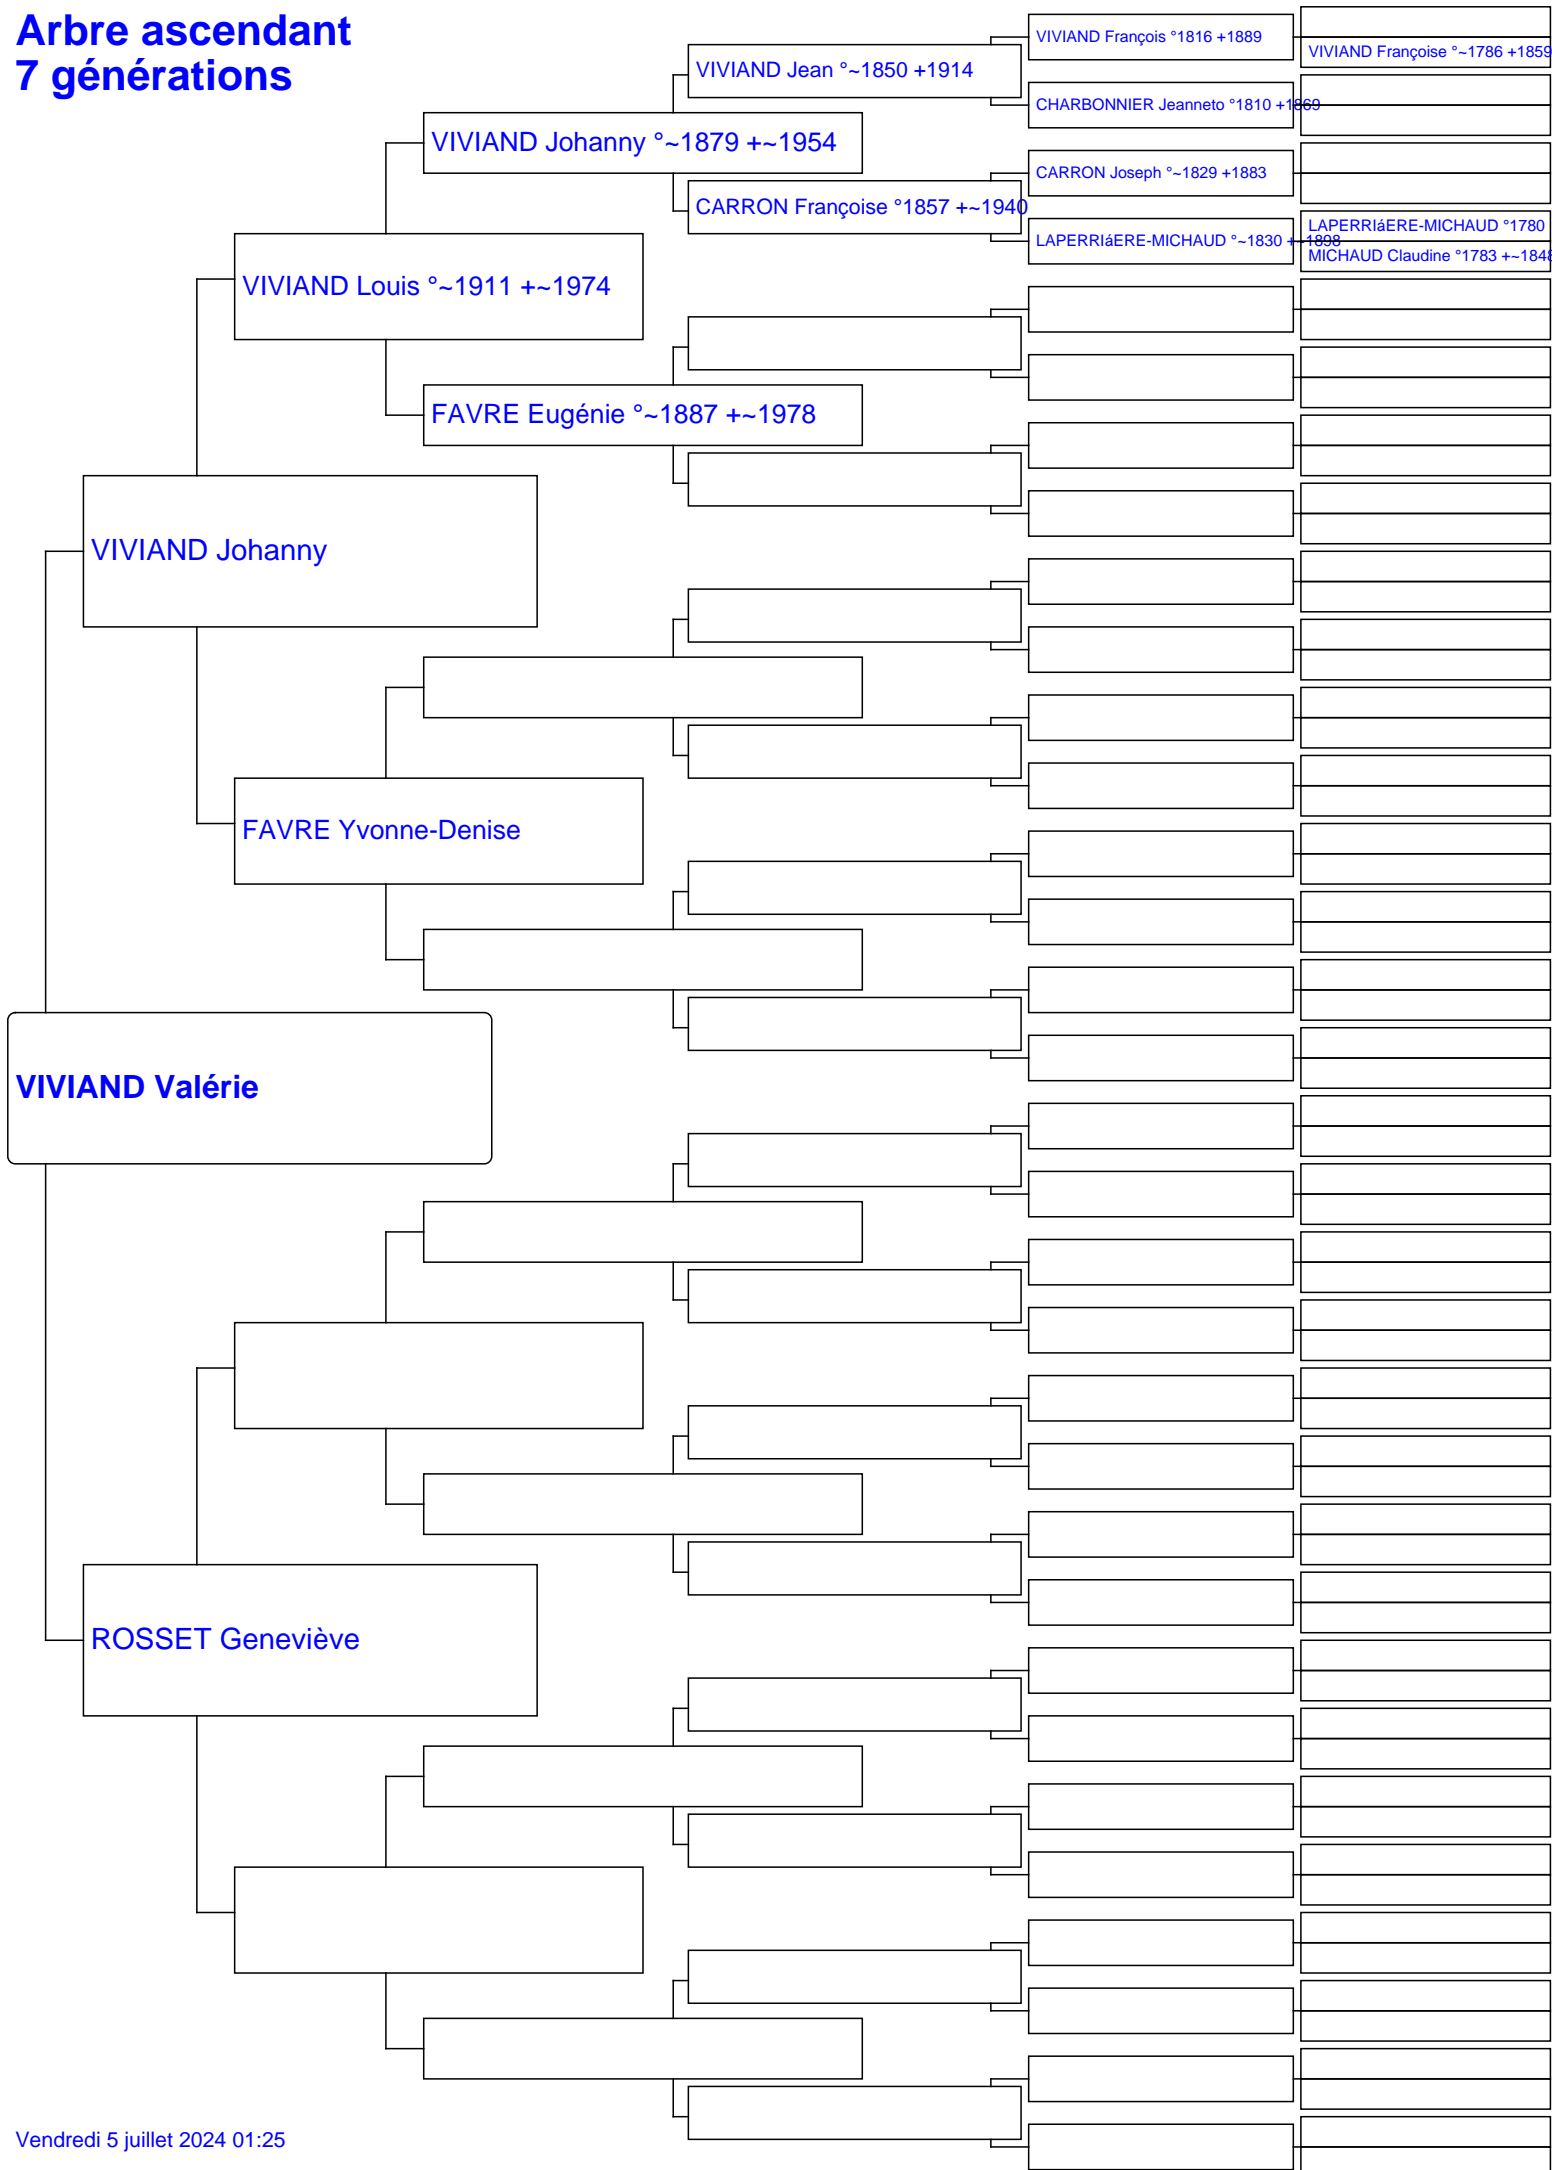 Arbre ascendant
7 générations
VIVIAND François °1816 +1889
VIVIAND Françoise °~1786 +1859
VIVIAND Jean °~1850 +1914
CHARBONNIER Jeanneto °1810 +1869
VIVIAND Johanny °~1879 +~1954
CARRON Joseph °~1829 +1883
CARRON Françoise °1857 +~1940
LAPERRIáERE-MICHAUD °1780
LAPERRIáERE-MICHAUD °~1830 +~1898
MICHAUD Claudine °1783 +~1848
VIVIAND Louis °~1911 +~1974
FAVRE Eugénie °~1887 +~1978
VIVIAND Johanny
FAVRE Yvonne-Denise
VIVIAND Valérie
ROSSET Geneviève
Vendredi 5 juillet 2024 01:25